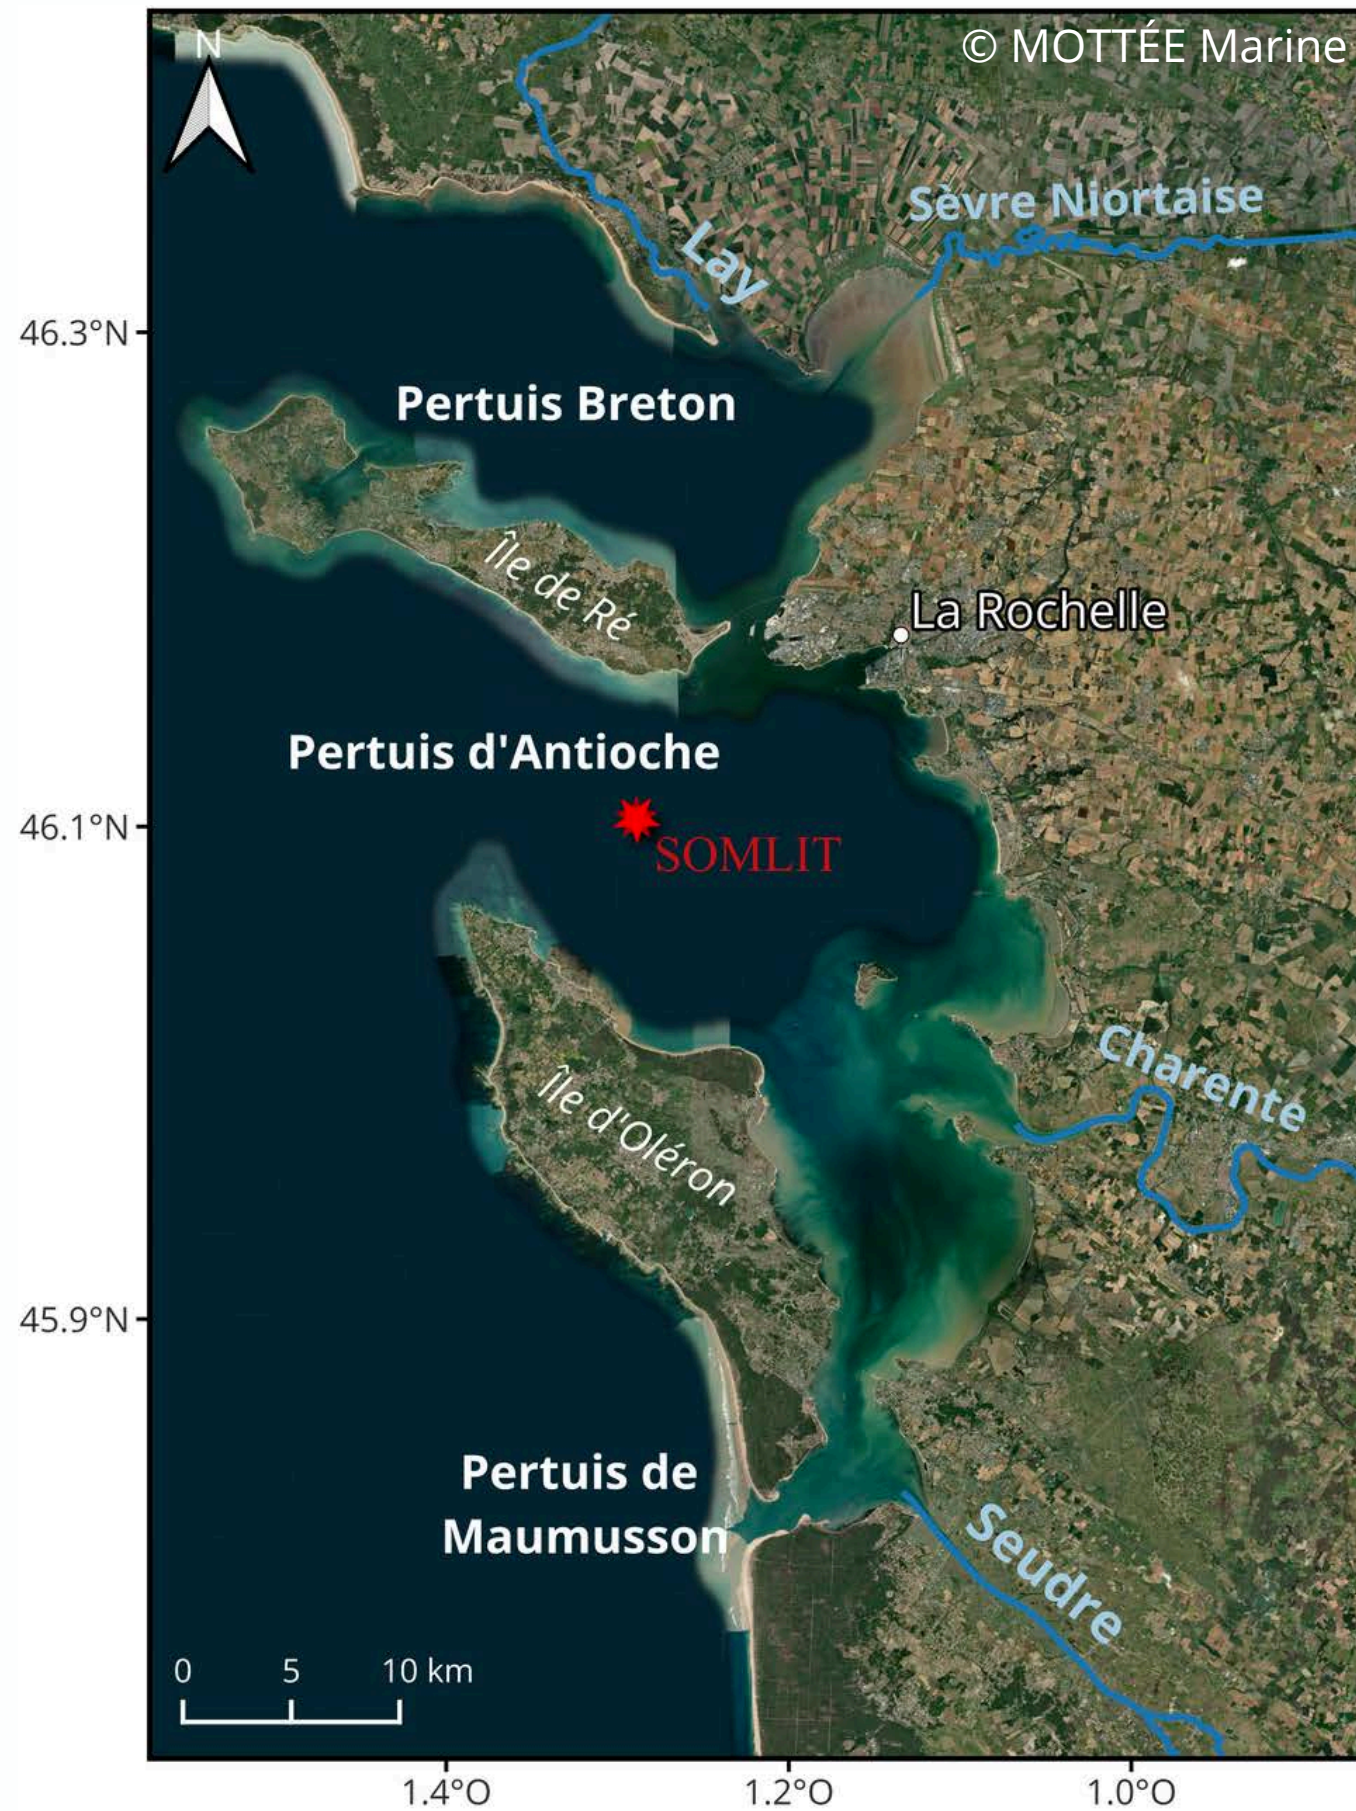 © MOTTÉE Marine
N
Sèvre Niortaise
Lay
46.3°N
Pertuis Breton
Île de Ré
La Rochelle
Pertuis d'Antioche
46.1°N
SOMLIT
Charente
Île d'Oléron
45.9°N
Pertuis de
Maumusson
Seudre
0 5 10 km
1.4°O 1.2°O 1.0°O